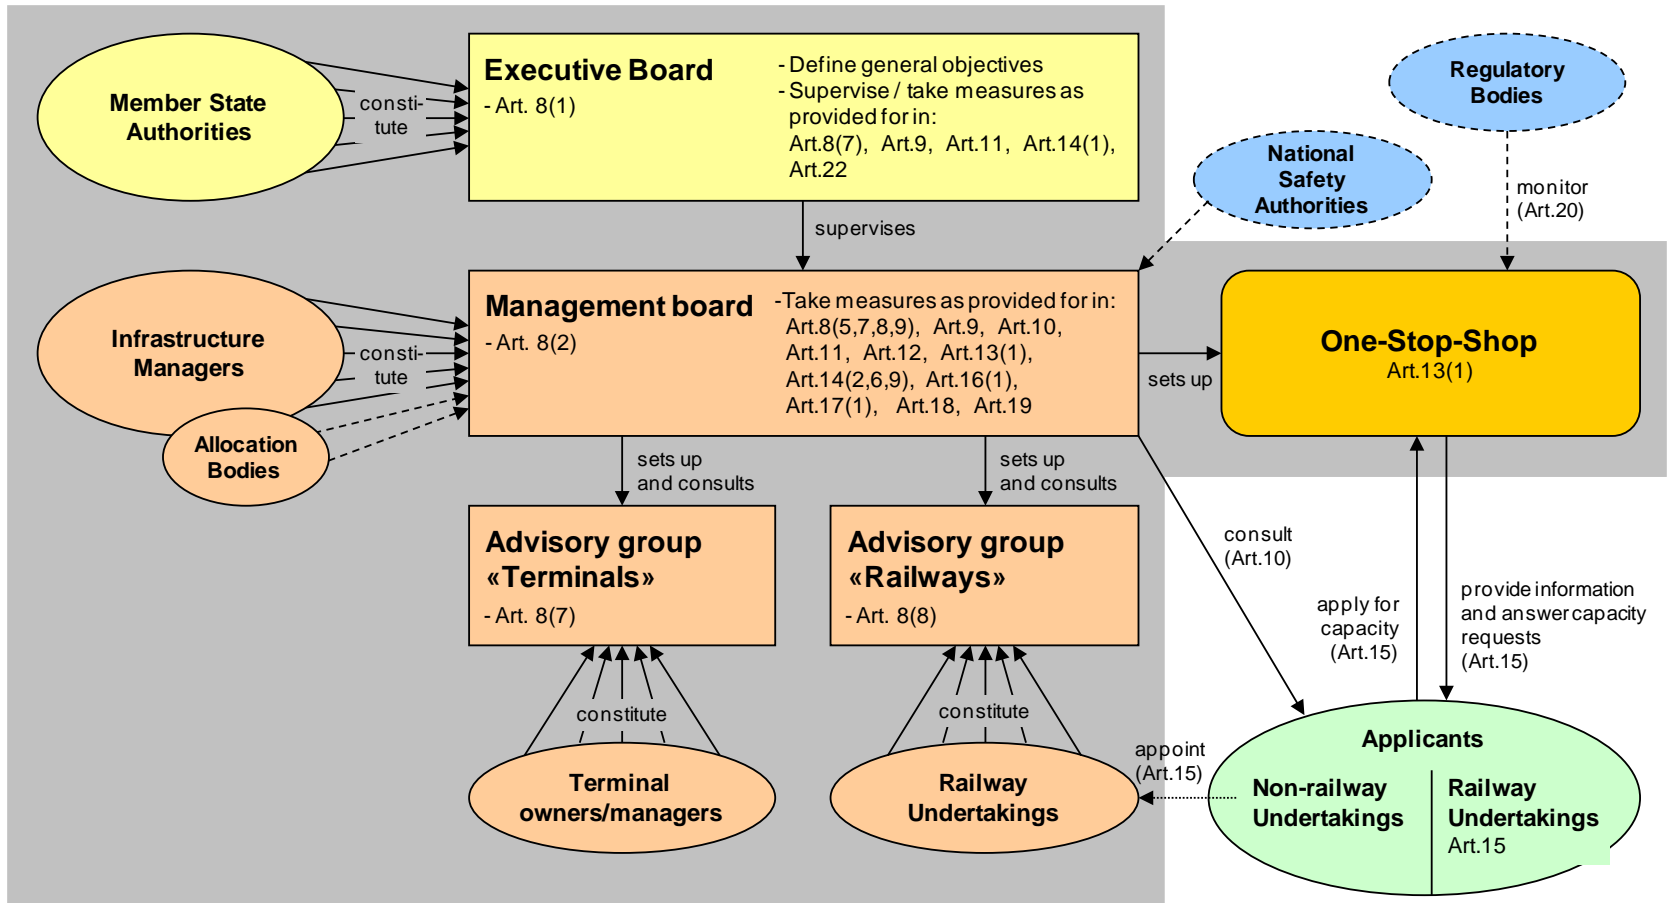 Member State
Authorities
consti-
tute
Executive Board
- Art. 8(1)
- Define general objectives
- Supervise / take measures as
provided for in:
Art.8(7), Art.9, Art.11, Art.14(1),
Art.22
Regulatory
Bodies
National
Safety
Authorities
monitor
(Art.20)
supervises
Infrastructure
Managers
consti-
tute
Allocation
Bodies
Management board
- Art. 8(2)
-Take measures as provided for in:
Art.8(5,7,8,9), Art.9, Art.10,
Art.11, Art.12, Art.13(1),
Art.14(2,6,9), Art.16(1),
Art.17(1), Art.18, Art.19
sets up
One-Stop-Shop
Art.13(1)
sets up
and consults
sets up
and consults
Advisory group
«Terminals»
- Art. 8(7)
Advisory group
«Railways»
- Art. 8(8)
consult
(Art.10)
apply for
capacity
(Art.15)
provide information
and answer capacity
requests
(Art.15)
constitute
constitute
Terminal
owners/managers
Railway
Undertakings
appoint
(Art.15)
Applicants
Non-railway
Undertakings
Railway
Undertakings
Art.15